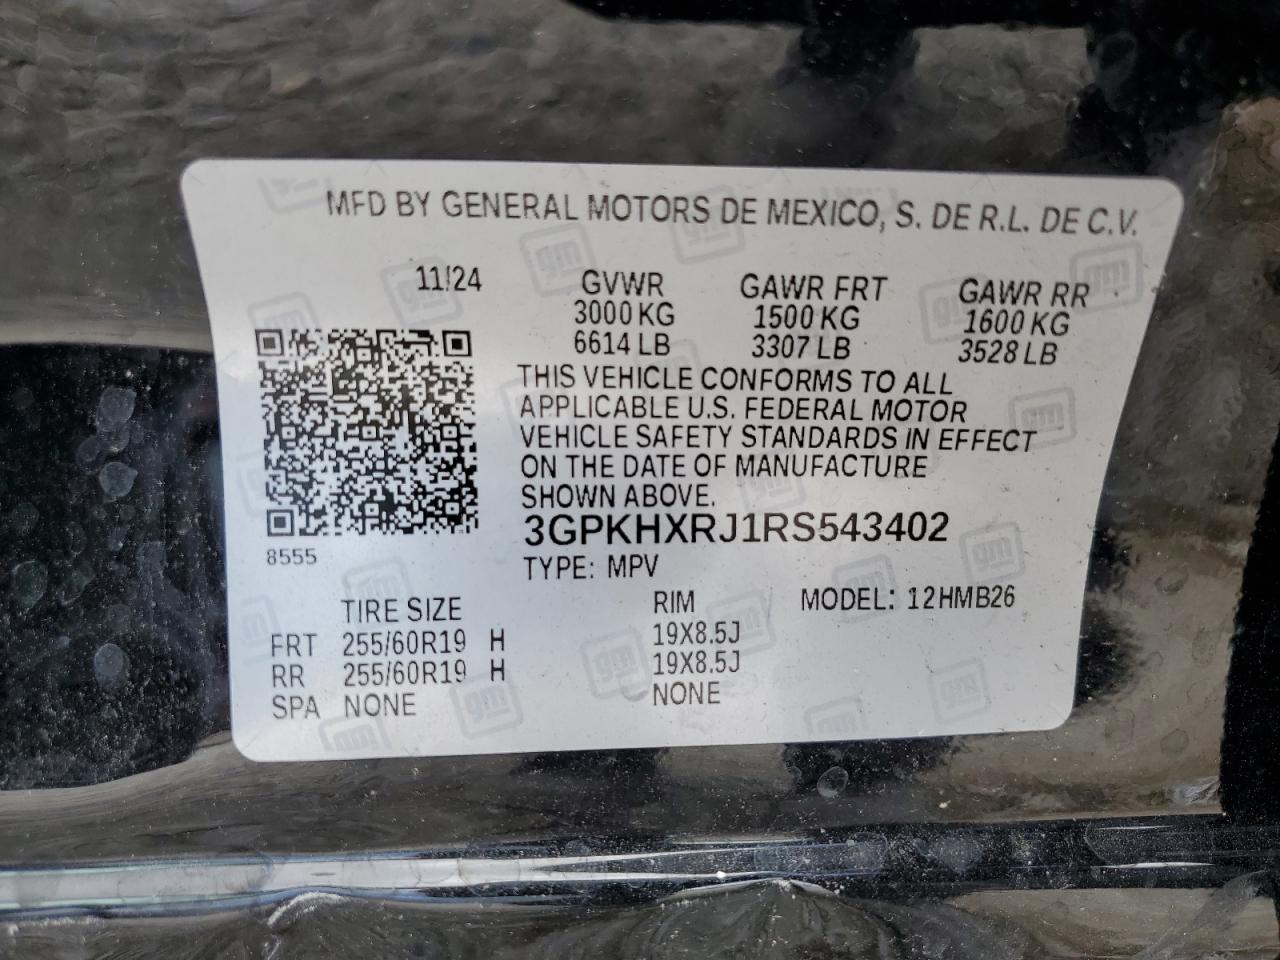 MFD BY GENERAL MOTORS DE MEXICO, S. DE R.L. DE C.V.
11/24 GVWR GAWR FRT GAWR RR
3000 KG 1500 KG 1600 KG
6614 LB 3307 LB 3528 LB
THIS VEHICLE CONFORMS TO ALL
APPLICABLE U.S. FEDERAL MOTOR
VEHICLE SAFETY STANDARDS IN EFFECT
ON THE DATE OF MANUFACTURE
SHOWN ABOVE.
3GPKHXRJ1RS543402
8555
TYPE: MPV
TIRE SIZE RIM MODEL: 12HMB26
FRT 255/60R19 H 19X8.5J
RR 255/60R19 H 19X8.5J
SPA NONE NONE